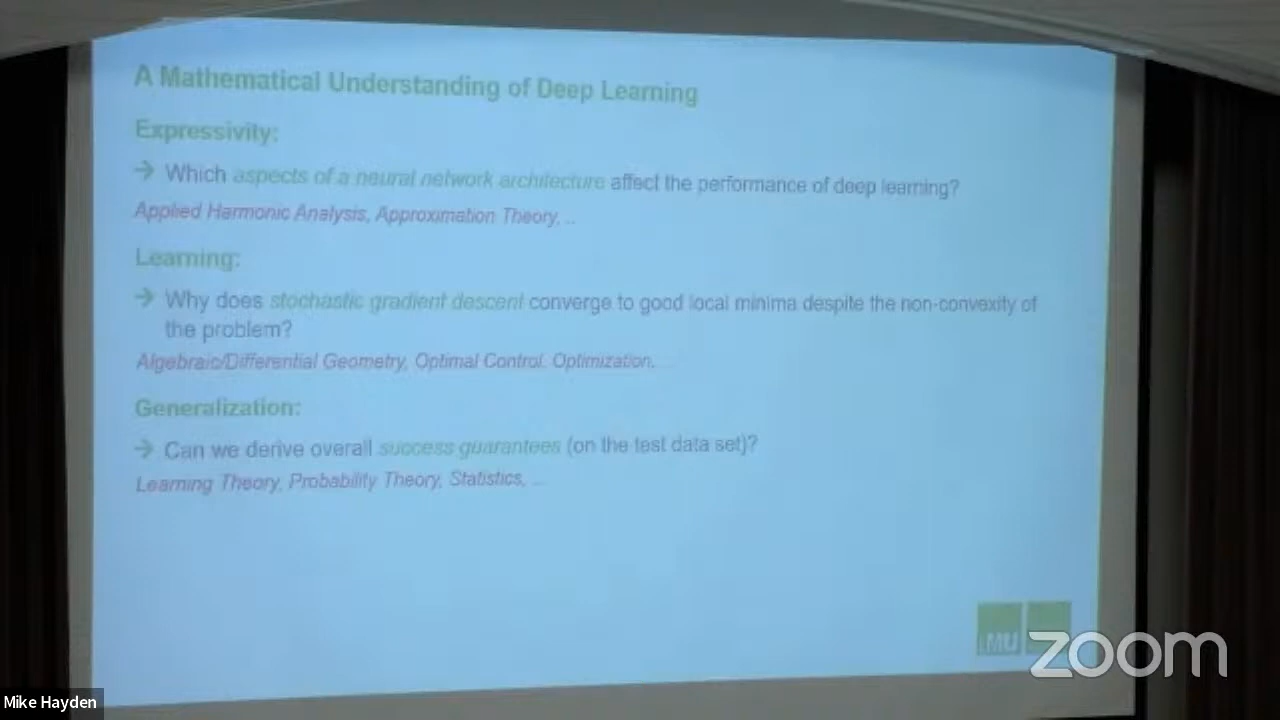 A Mathematical Understanding of Deep Learning
Expressivity:
→ Which aspects of a neural network architecture affect the performance of deep learning?
Applied Harmonic Analysis, Approximation Theory, ...
Learning:
→ Why does stochastic gradient descent converge to good local minima despite the non-convexity of
the problem?
Algebraic/Differential Geometry, Optimal Control, Optimization, ...
Generalization:
→ Can we derive overall success guarantees (on the test data set)?
Learning Theory, Probability Theory, Statistics, ...
LMU
zoom
Mike Hayden